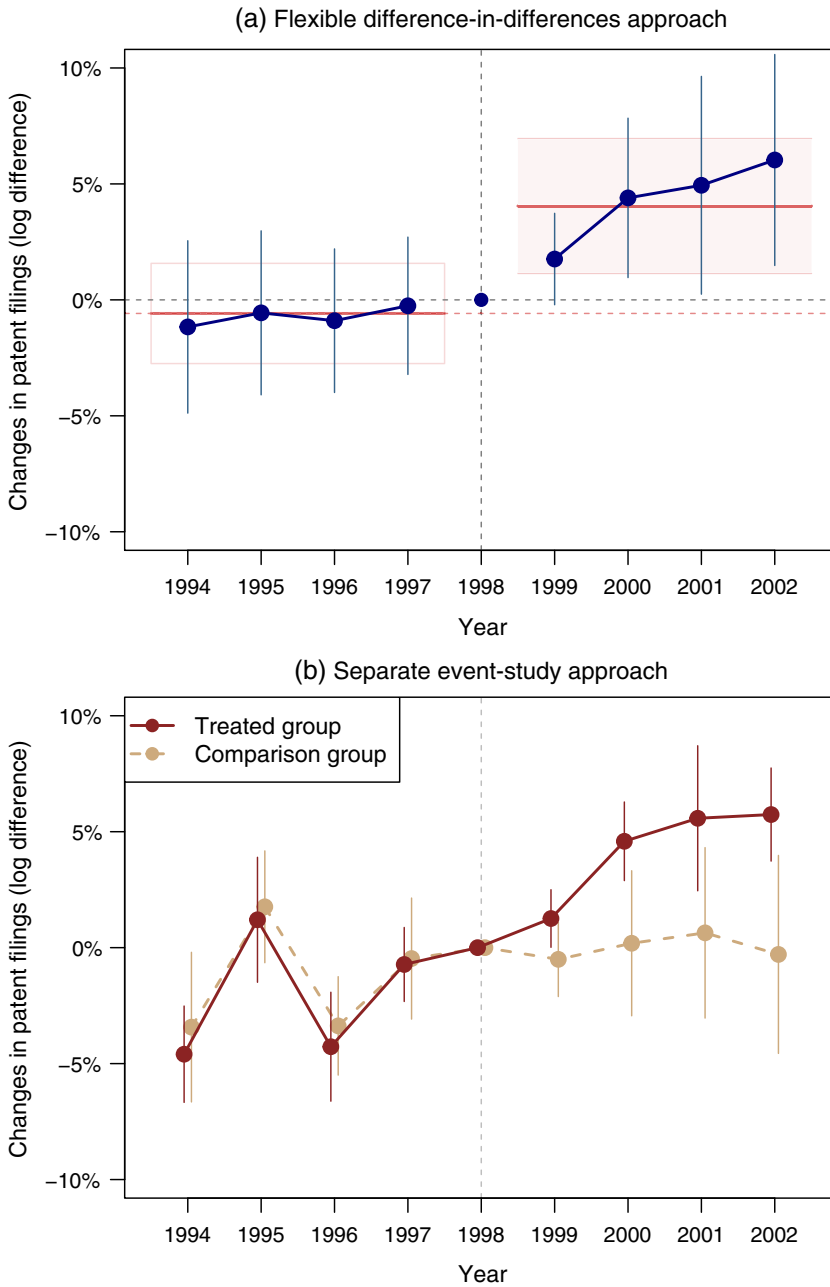 (a) Flexible difference-in-differences approach
Changes in patent filings (log difference)
10%
5%
0%
−5%
−10%
1994 1995 1996 1997 1998 1999 2000 2001 2002
Year
(b) Separate event-study approach
Changes in patent filings (log difference)
Treated group
Comparison group
10%
5%
0%
−5%
−10%
1994 1995 1996 1997 1998 1999 2000 2001 2002
Year